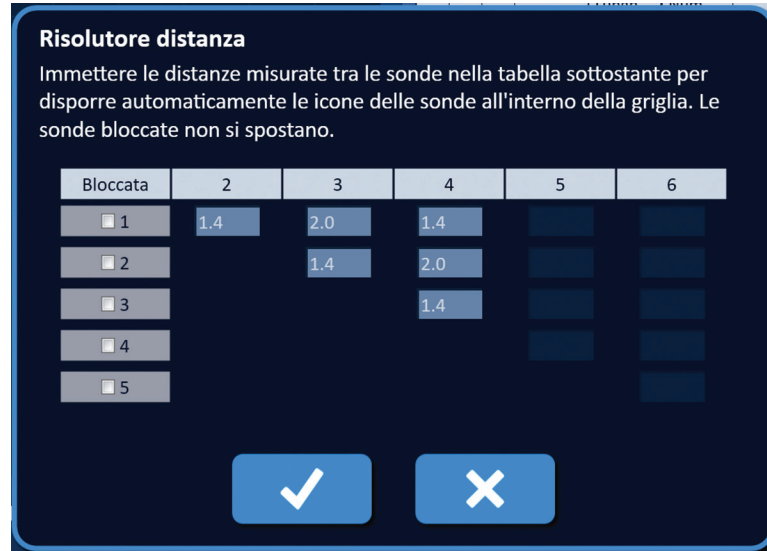 Risolutore distanza
Immettere le distanze misurate tra le sonde nella tabella sottostante per
disporre automaticamente le icone delle sonde all'interno della griglia. Le
sonde bloccate non si spostano.
Bloccata 2 3 4 5 6
1 1.4 2.0 1.4
2 1.4 2.0
3 1.4
4
5